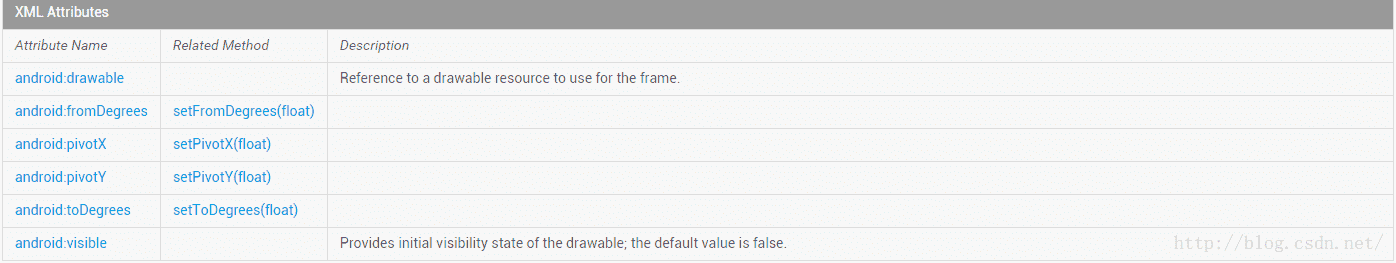 XML Attributes
Attribute Name Related Method Description
android:drawable Reference to a drawable resource to use for the frame.
android:fromDegrees setFromDegrees(float)
android:pivotX setPivotX(float)
android:pivotY setPivotY(float)
android:toDegrees setToDegrees(float)
android:visible Provides initial visibility state of the drawable; the default value is false.
http://blog.csdn.net/